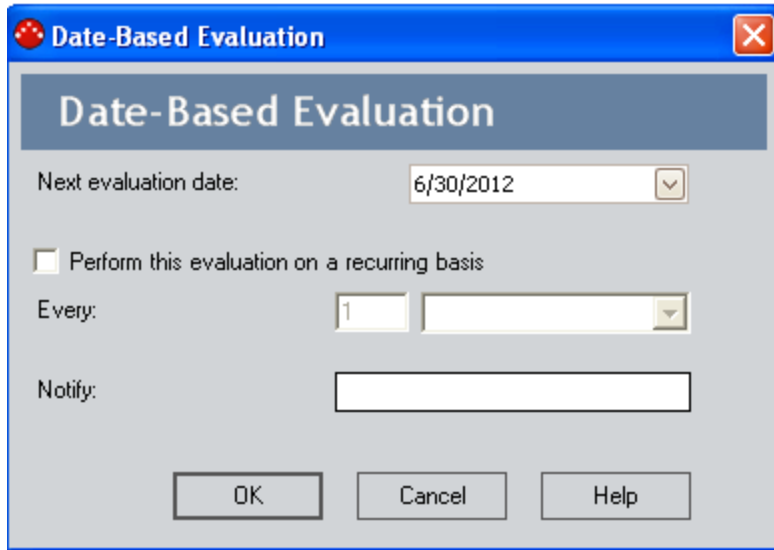 Date-Based Evaluation
Date-Based Evaluation
Next evaluation date: 6/30/2012
Perform this evaluation on a recurring basis
Every: 1
Notify:
OK Cancel Help